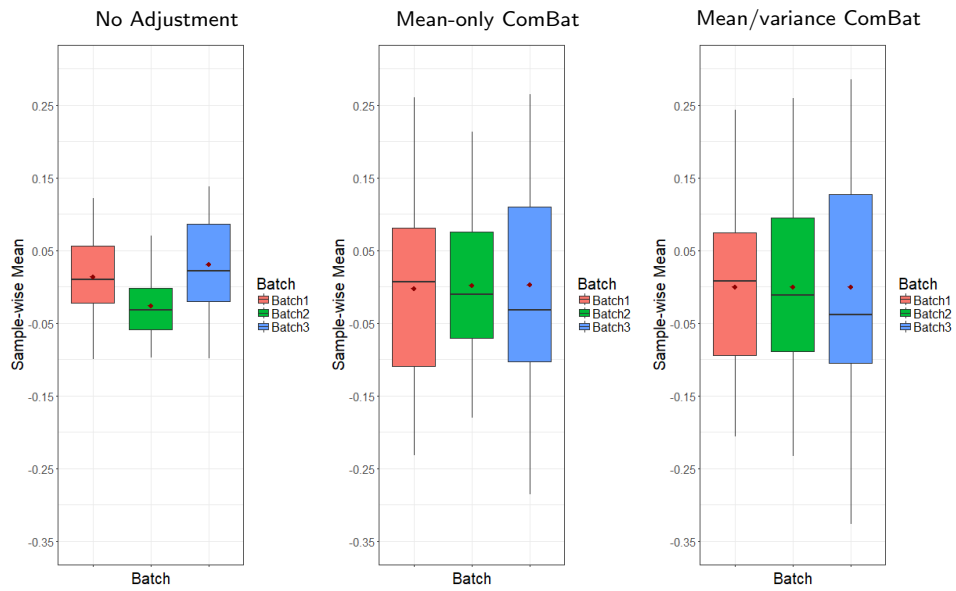 No Adjustment
Sample-wise Mean
0.25
0.15
0.05
-0.05
-0.15
-0.25
-0.35
Batch
Batch
Batch1
Batch2
Batch3
Mean-only ComBat
Sample-wise Mean
0.25
0.15
0.05
-0.05
-0.15
-0.25
-0.35
Batch
Batch
Batch1
Batch2
Batch3
Mean/variance ComBat
Sample-wise Mean
0.25
0.15
0.05
-0.05
-0.15
-0.25
-0.35
Batch
Batch
Batch1
Batch2
Batch3